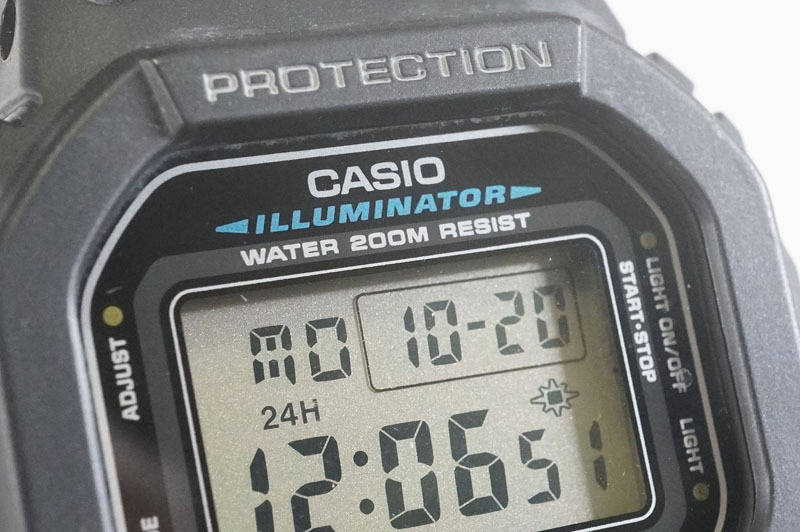 PROTECTION
CASIO
ILLUMINATOR
WATER 200M RESIST
LIGHT ON/OFF
START·STOP
ADJUST
MO 10-20
24H
12:06 51
LIGHT